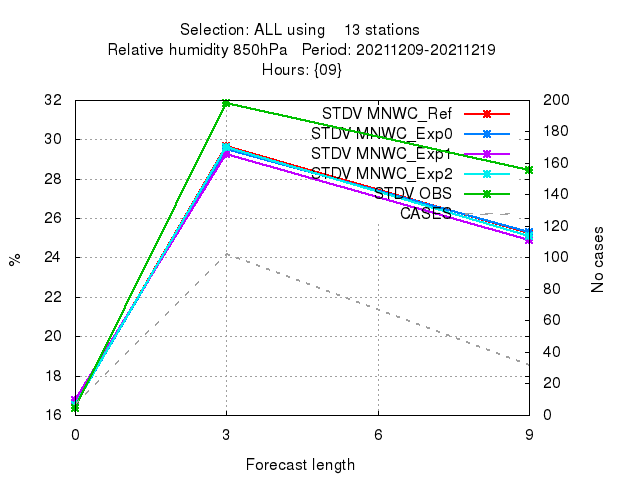 Selection: ALL using 13 stations
Relative humidity 850hPa Period: 20211209-20211219
Hours: {09}
STDV MNWC_Ref
STDV MNWC_Exp0
STDV MNWC_Exp1
STDV MNWC_Exp2
STDV OBS
CASES
32
30
28
26
24
22
20
18
16
%
200
180
160
140
120
100
80
60
40
20
0
No cases
0 3 6 9
Forecast length